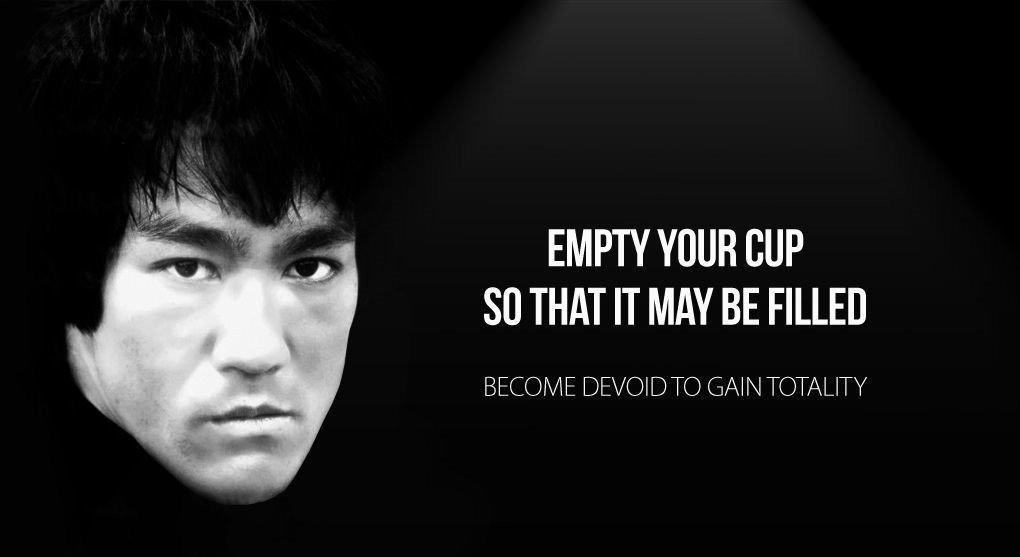 EMPTY YOUR CUP
SO THAT IT MAY BE FILLED
BECOME DEVOID TO GAIN TOTALITY